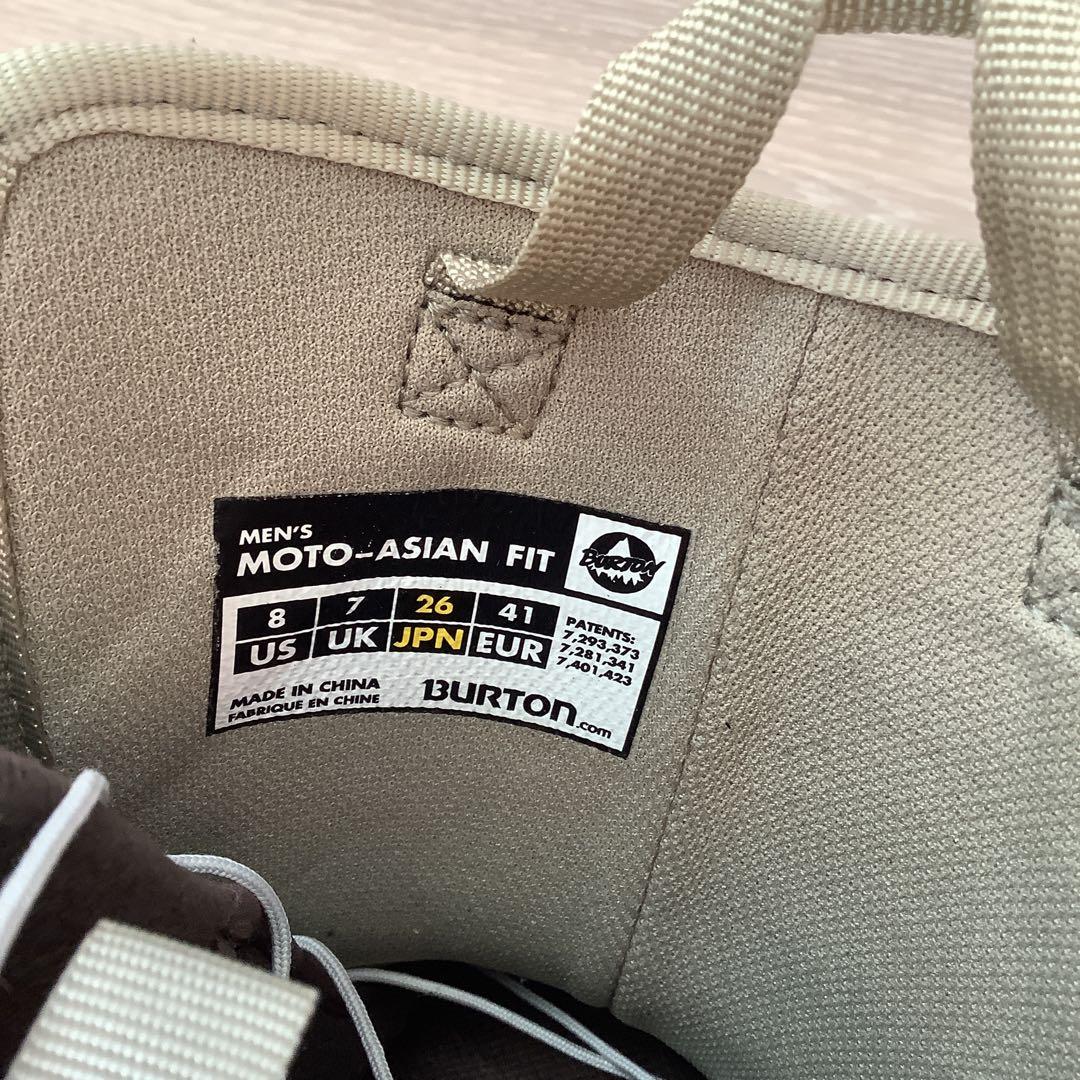 MEN'S
MOTO-ASIAN FIT
BURTON
8 7 26 41
US UK JPN EUR
PATENTS:
7,293,373
7,281,341
7,401,423
MADE IN CHINA
FABRIQUE EN CHINE
BURTON.com